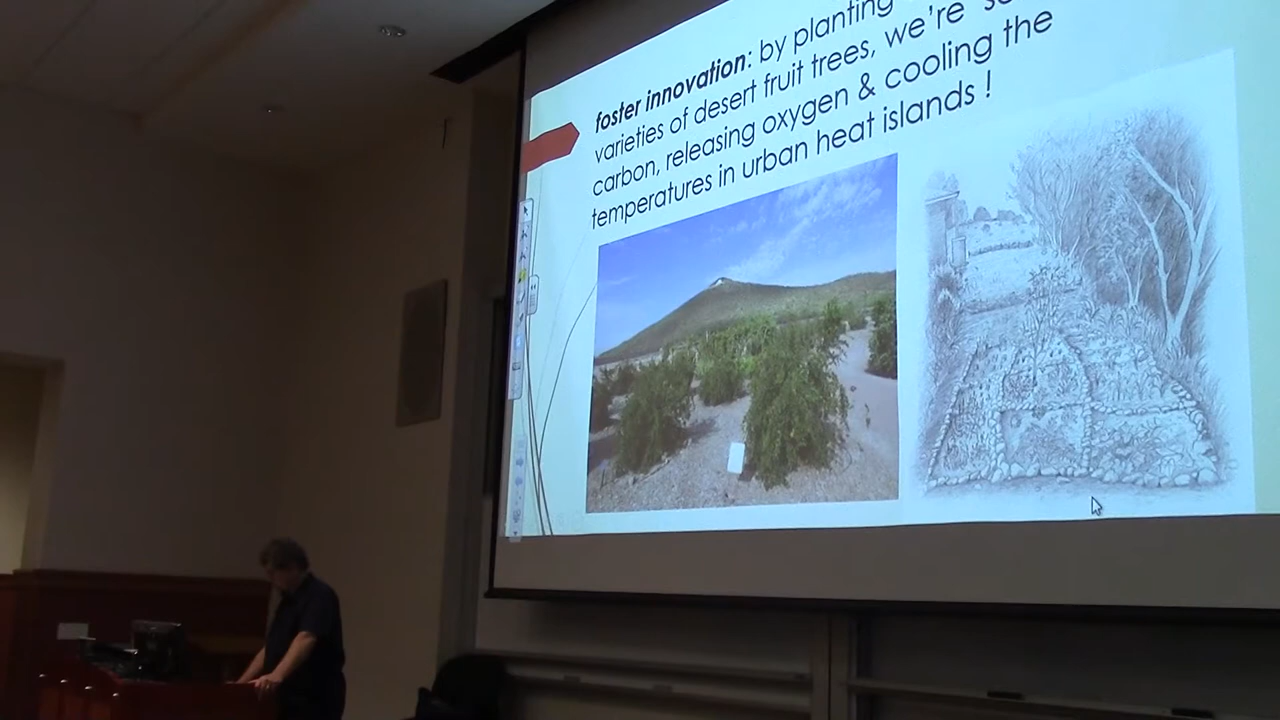 foster innovation: by planting
varieties of desert fruit trees, we're
carbon, releasing oxygen & cooling the
temperatures in urban heat islands !